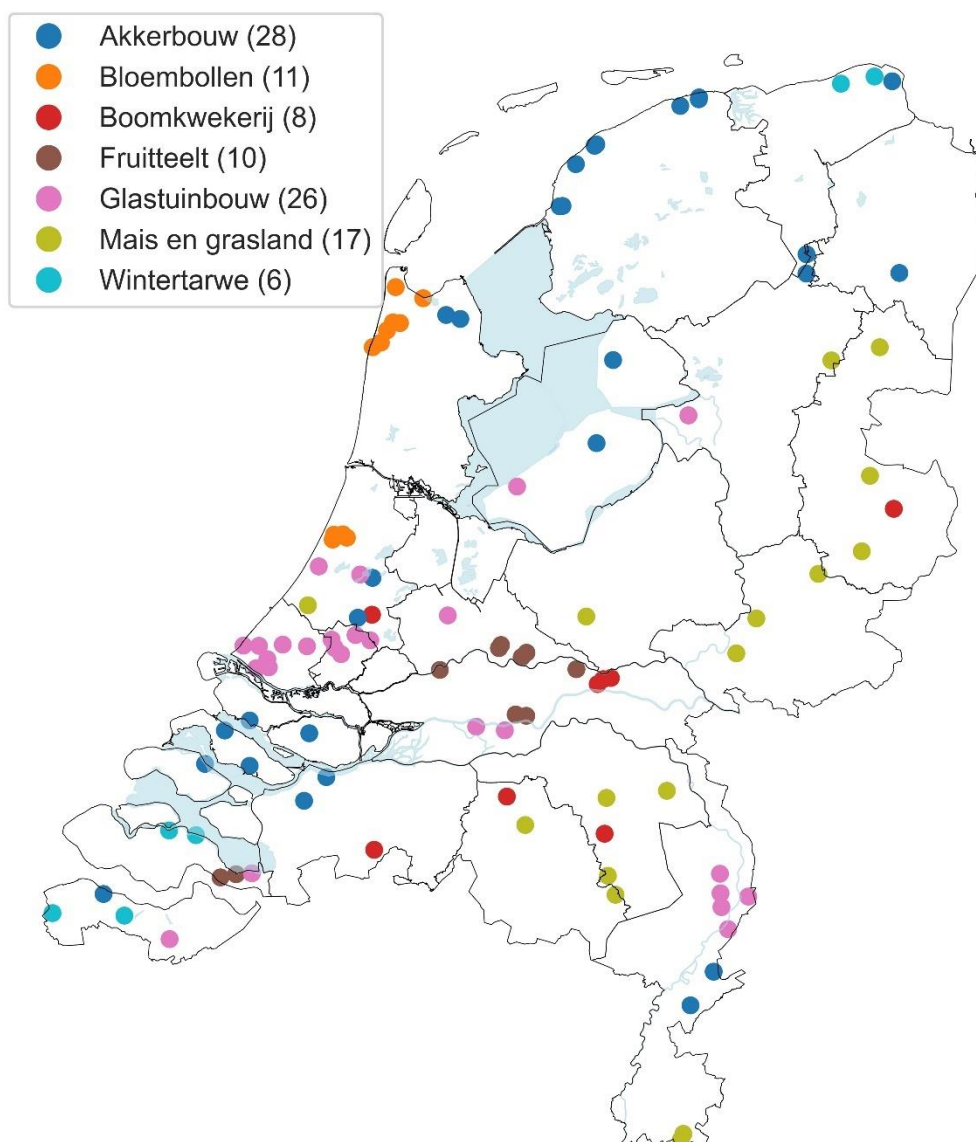 Akkerbouw (28)
Bloembollen (11)
Boomkwekerij (8)
Fruitteelt (10)
Glastuinbouw (26)
Mais en grasland (17)
Wintertarwe (6)